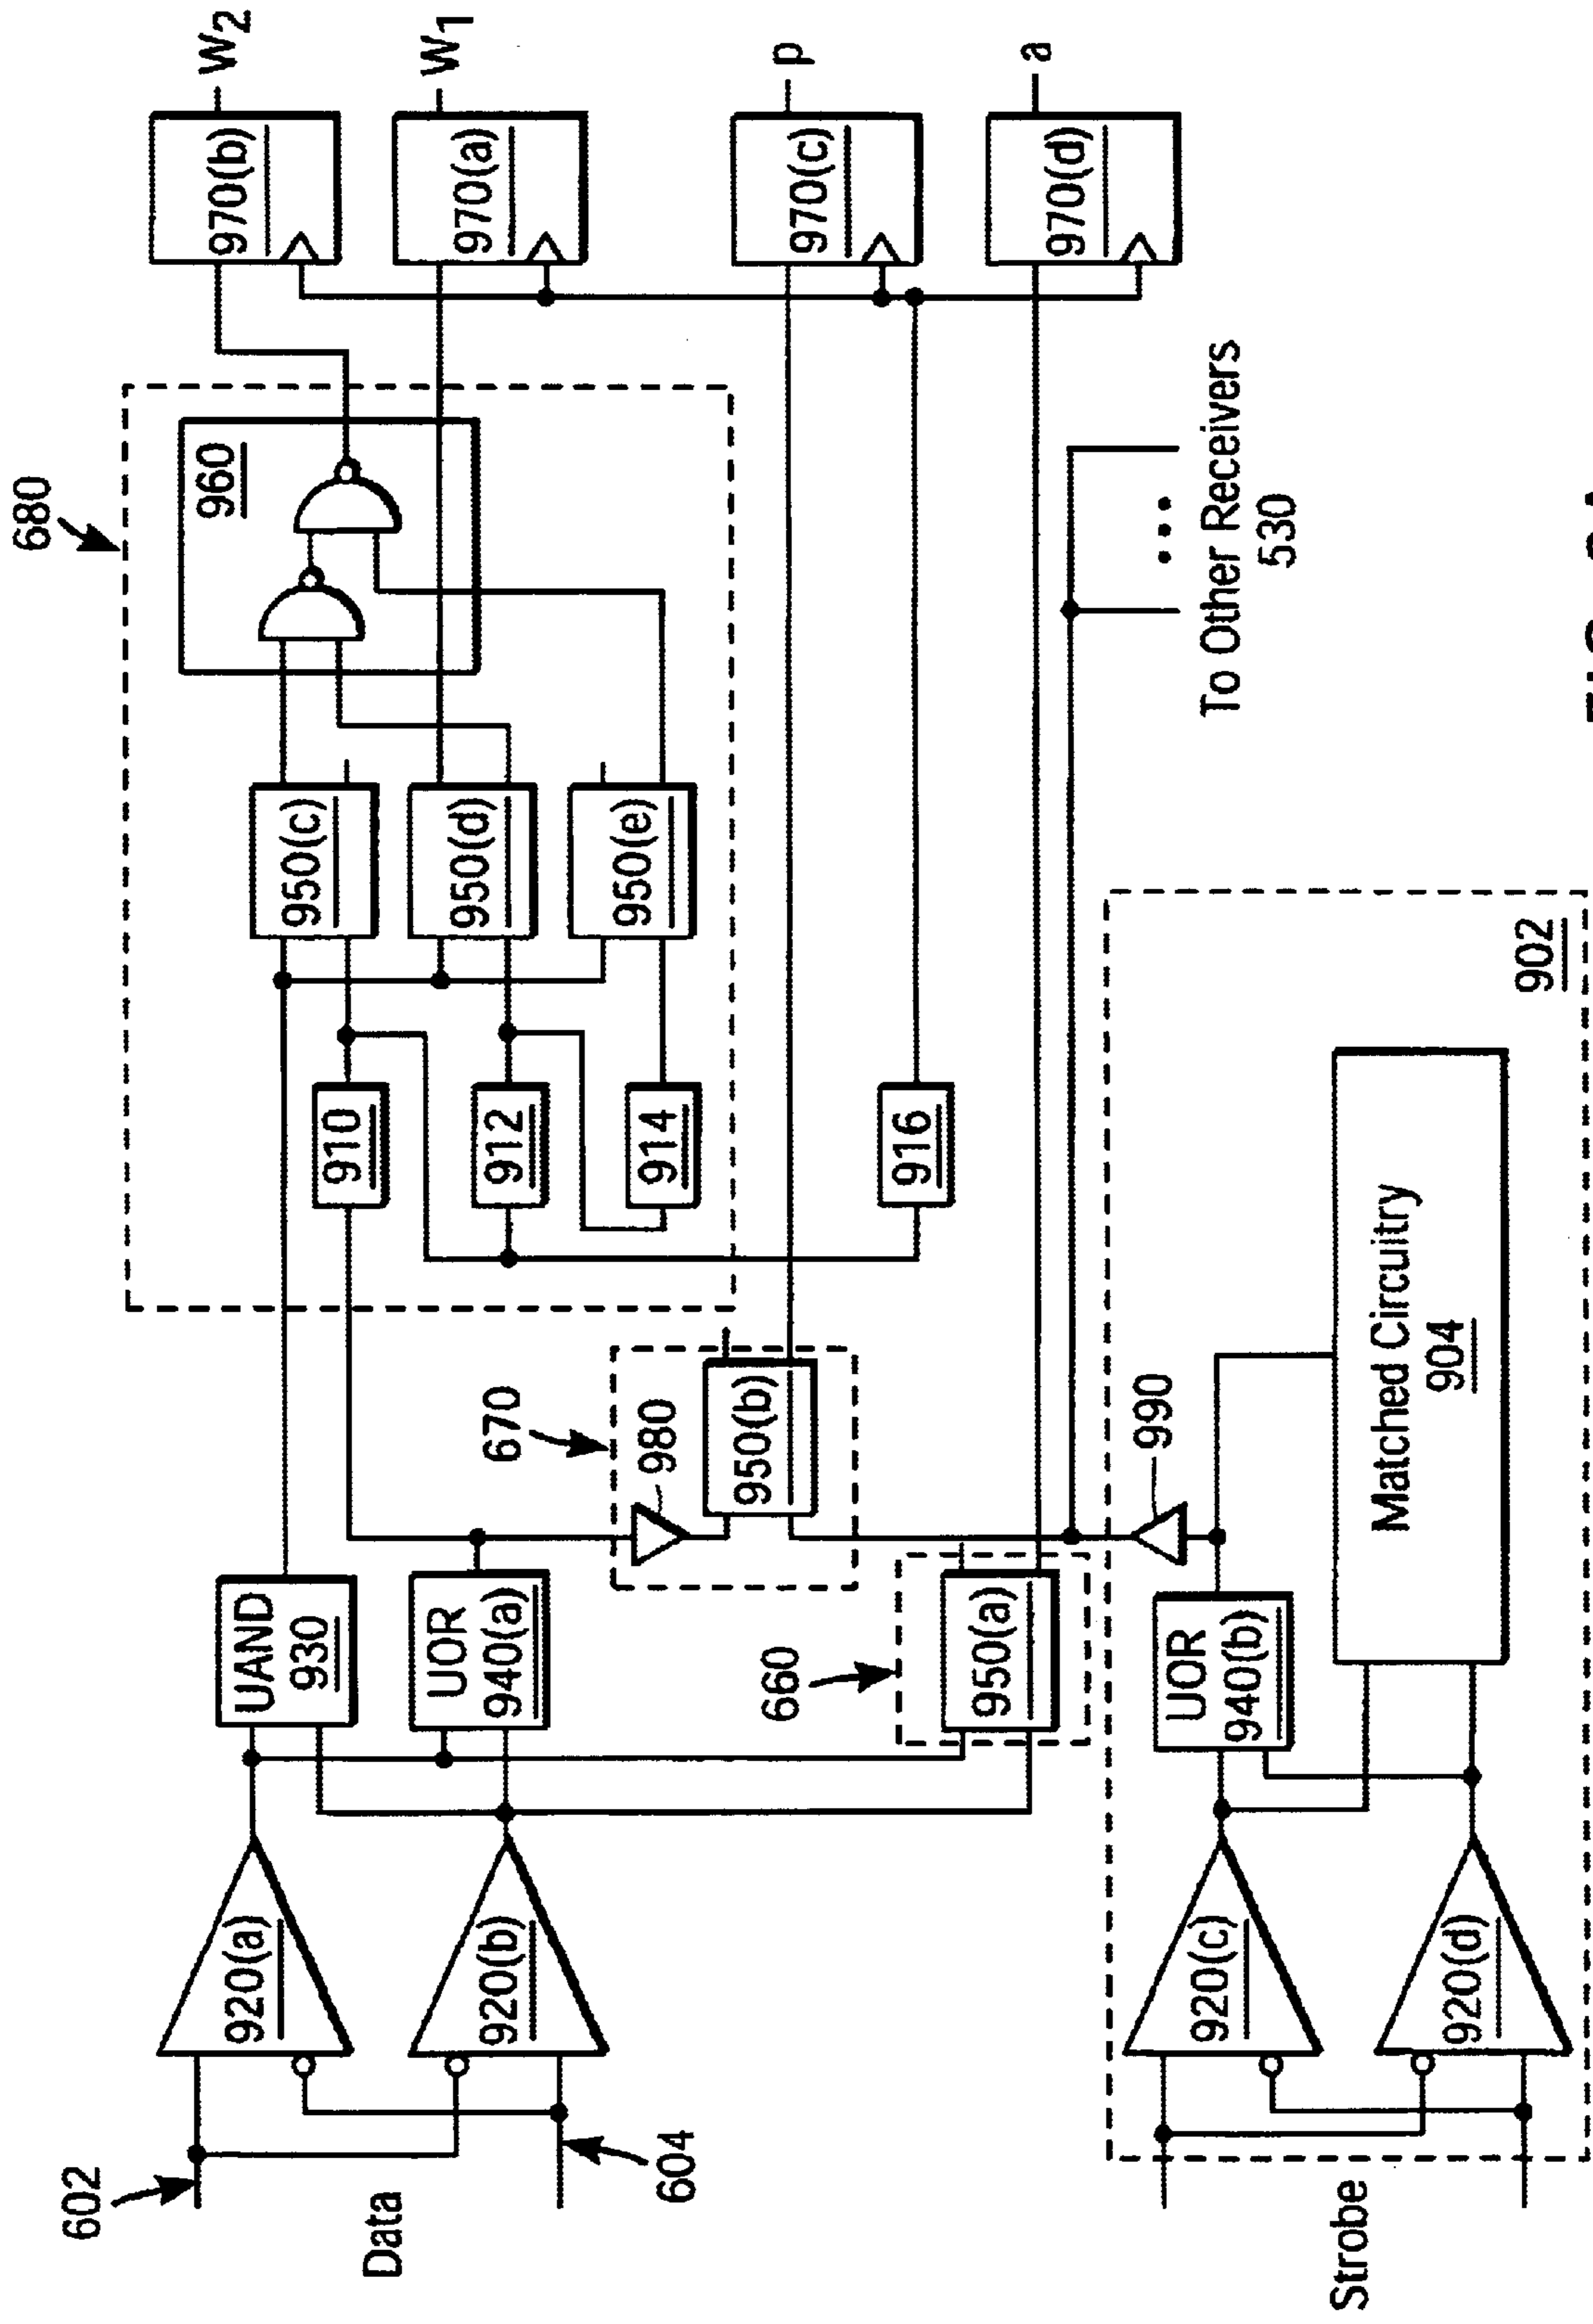 680
960
W2
970(b)
W1
970(a)
p
970(c)
a
970(d)
950(c)
950(d)
950(e)
910
912
914
916
To Other Receivers
530
670
980
950(b)
990
660
950(a)
UAND
930
UOR
940(a)
602
920(a)
Data
920(b)
604
902
Matched Circuitry
904
UOR
940(b)
Strobe
920(c)
920(d)